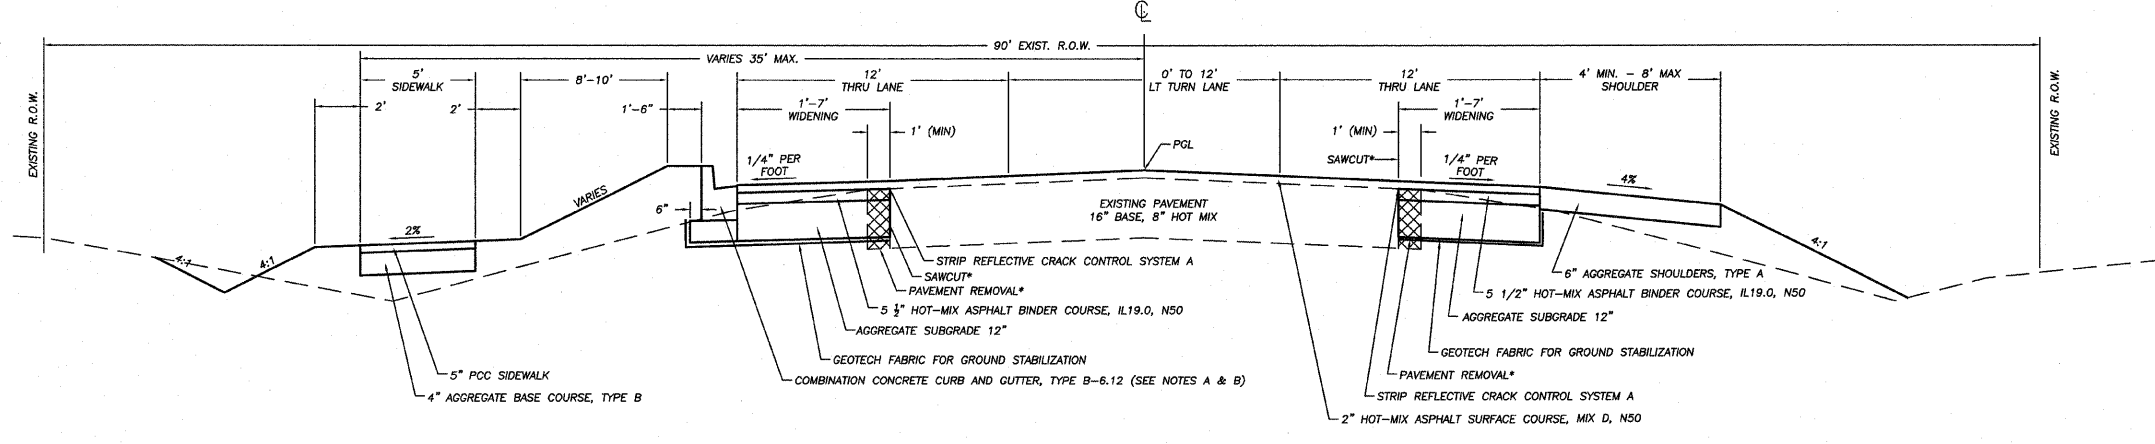 ℄
90' EXIST. R.O.W.
VARIES 35' MAX.
5'
SIDEWALK
8'-10'
12'
THRU LANE
0' TO 12'
LT TURN LANE
12'
THRU LANE
4' MIN. - 8' MAX
SHOULDER
EXISTING R.O.W.
EXISTING R.O.W.
2'
2'
1'-6"
1'-7'
WIDENING
1'-7'
WIDENING
1' (MIN)
1' (MIN)
PGL
SAWCUT*
1/4" PER
FOOT
1/4" PER
FOOT
4%
VARIES
6"
EXISTING PAVEMENT
16" BASE, 8" HOT MIX
2%
4:1
4:1
4:1
STRIP REFLECTIVE CRACK CONTROL SYSTEM A
SAWCUT*
PAVEMENT REMOVAL*
5 ½" HOT-MIX ASPHALT BINDER COURSE, IL19.0, N50
AGGREGATE SUBGRADE 12"
GEOTECH FABRIC FOR GROUND STABILIZATION
COMBINATION CONCRETE CURB AND GUTTER, TYPE B-6.12 (SEE NOTES A & B)
5" PCC SIDEWALK
4" AGGREGATE BASE COURSE, TYPE B
6" AGGREGATE SHOULDERS, TYPE A
5 1/2" HOT-MIX ASPHALT BINDER COURSE, IL19.0, N50
AGGREGATE SUBGRADE 12"
GEOTECH FABRIC FOR GROUND STABILIZATION
PAVEMENT REMOVAL*
STRIP REFLECTIVE CRACK CONTROL SYSTEM A
2" HOT-MIX ASPHALT SURFACE COURSE, MIX D, N50